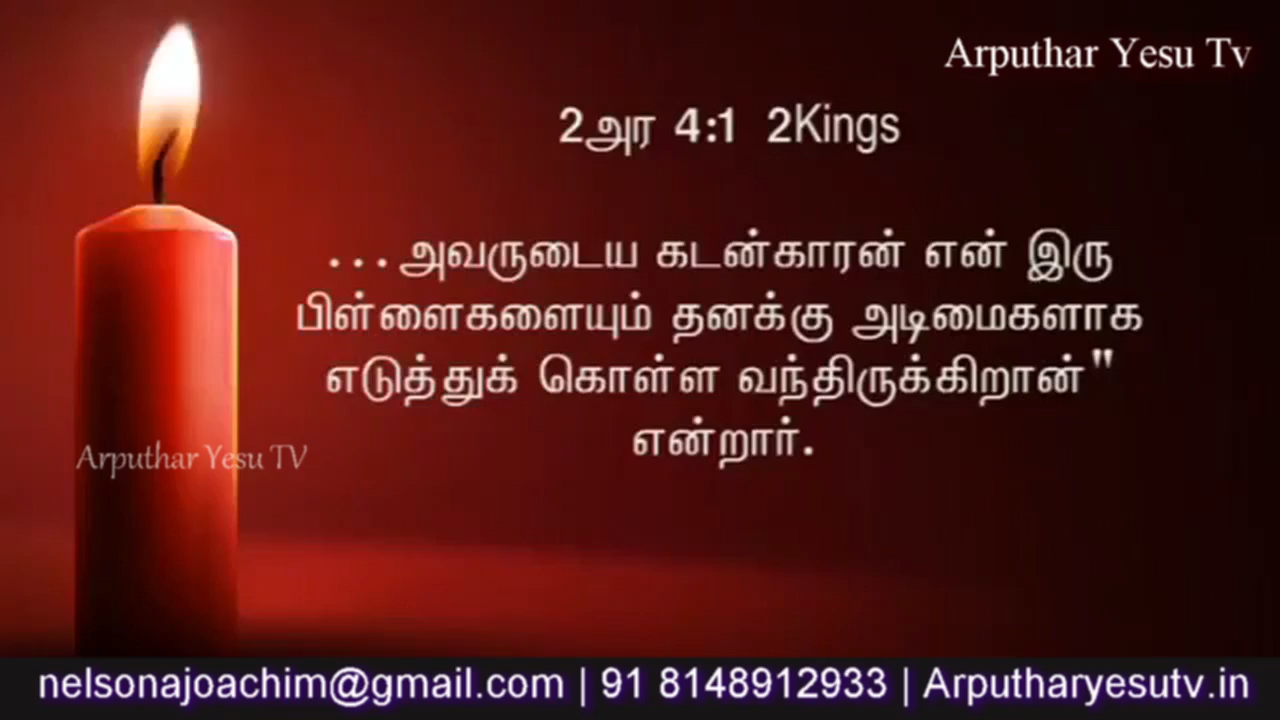 Arputhar Yesu Tv
2அர 4:1 2Kings
...அவருடைய கடன்காரன் என் இரு
பிள்ளைகளையும் தனக்கு அடிமைகளாக
எடுத்துக் கொள்ள வந்திருக்கிறான்"
என்றார்.
Arputhar Yesu TV
nelsonajoachim@gmail.com | 91 8148912933 | Arputharyesutv.in